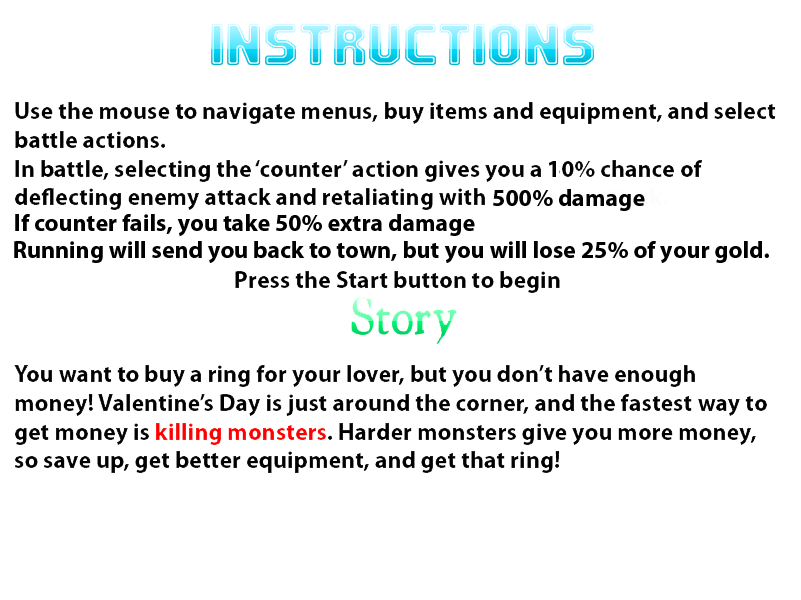 INSTRUCTIONS
Use the mouse to navigate menus, buy items and equipment, and select
battle actions.
In battle, selecting the ‘counter’ action gives you a 10% chance of
deflecting enemy attack and retaliating with 500% damage
If counter fails, you take 50% extra damage
Running will send you back to town, but you will lose 25% of your gold.
Press the Start button to begin
Story
You want to buy a ring for your lover, but you don’t have enough
money! Valentine’s Day is just around the corner, and the fastest way to
get money is killing monsters. Harder monsters give you more money,
so save up, get better equipment, and get that ring!